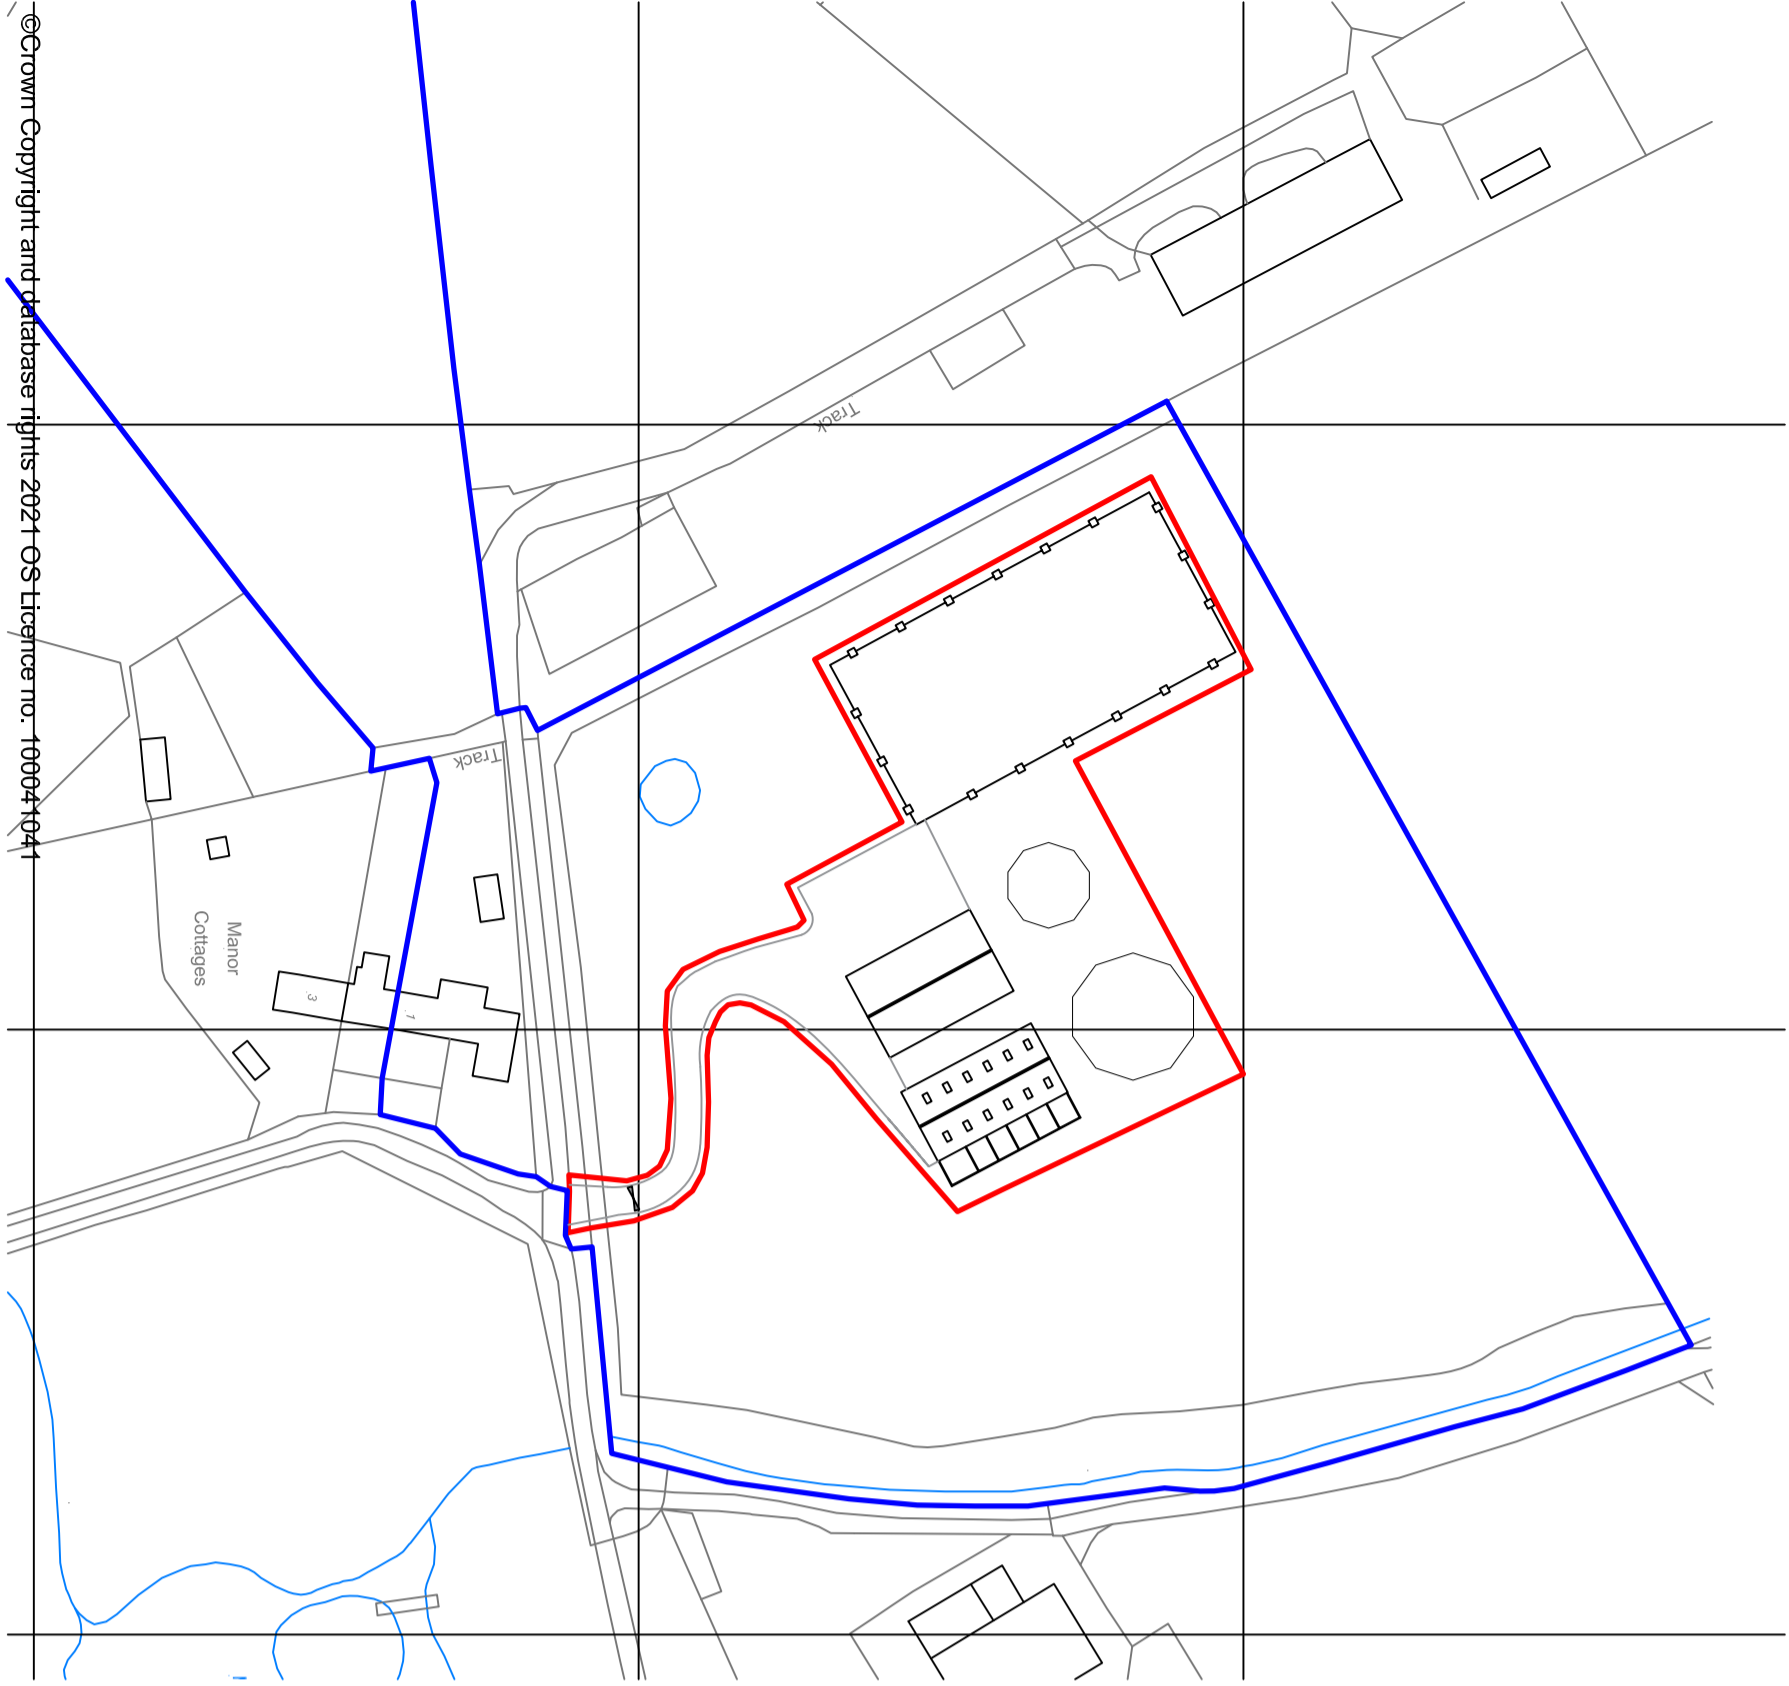 ©Crown Copyright and database rights 2021 OS Licence no. 100041041
Track
Track
Manor
Cottages
3
1